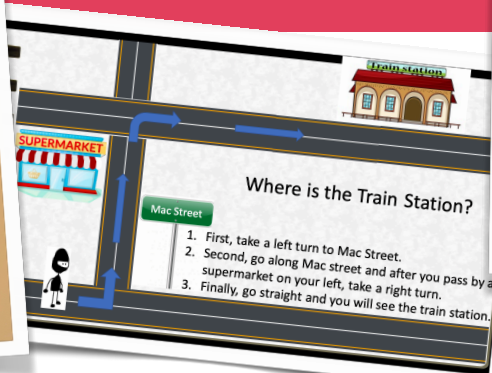 Train station
SUPERMARKET
Where is the Train Station?
Mac Street
1. First, take a left turn to Mac Street.
2. Second, go along Mac street and after you pass by a
supermarket on your left, take a right turn.
3. Finally, go straight and you will see the train station.